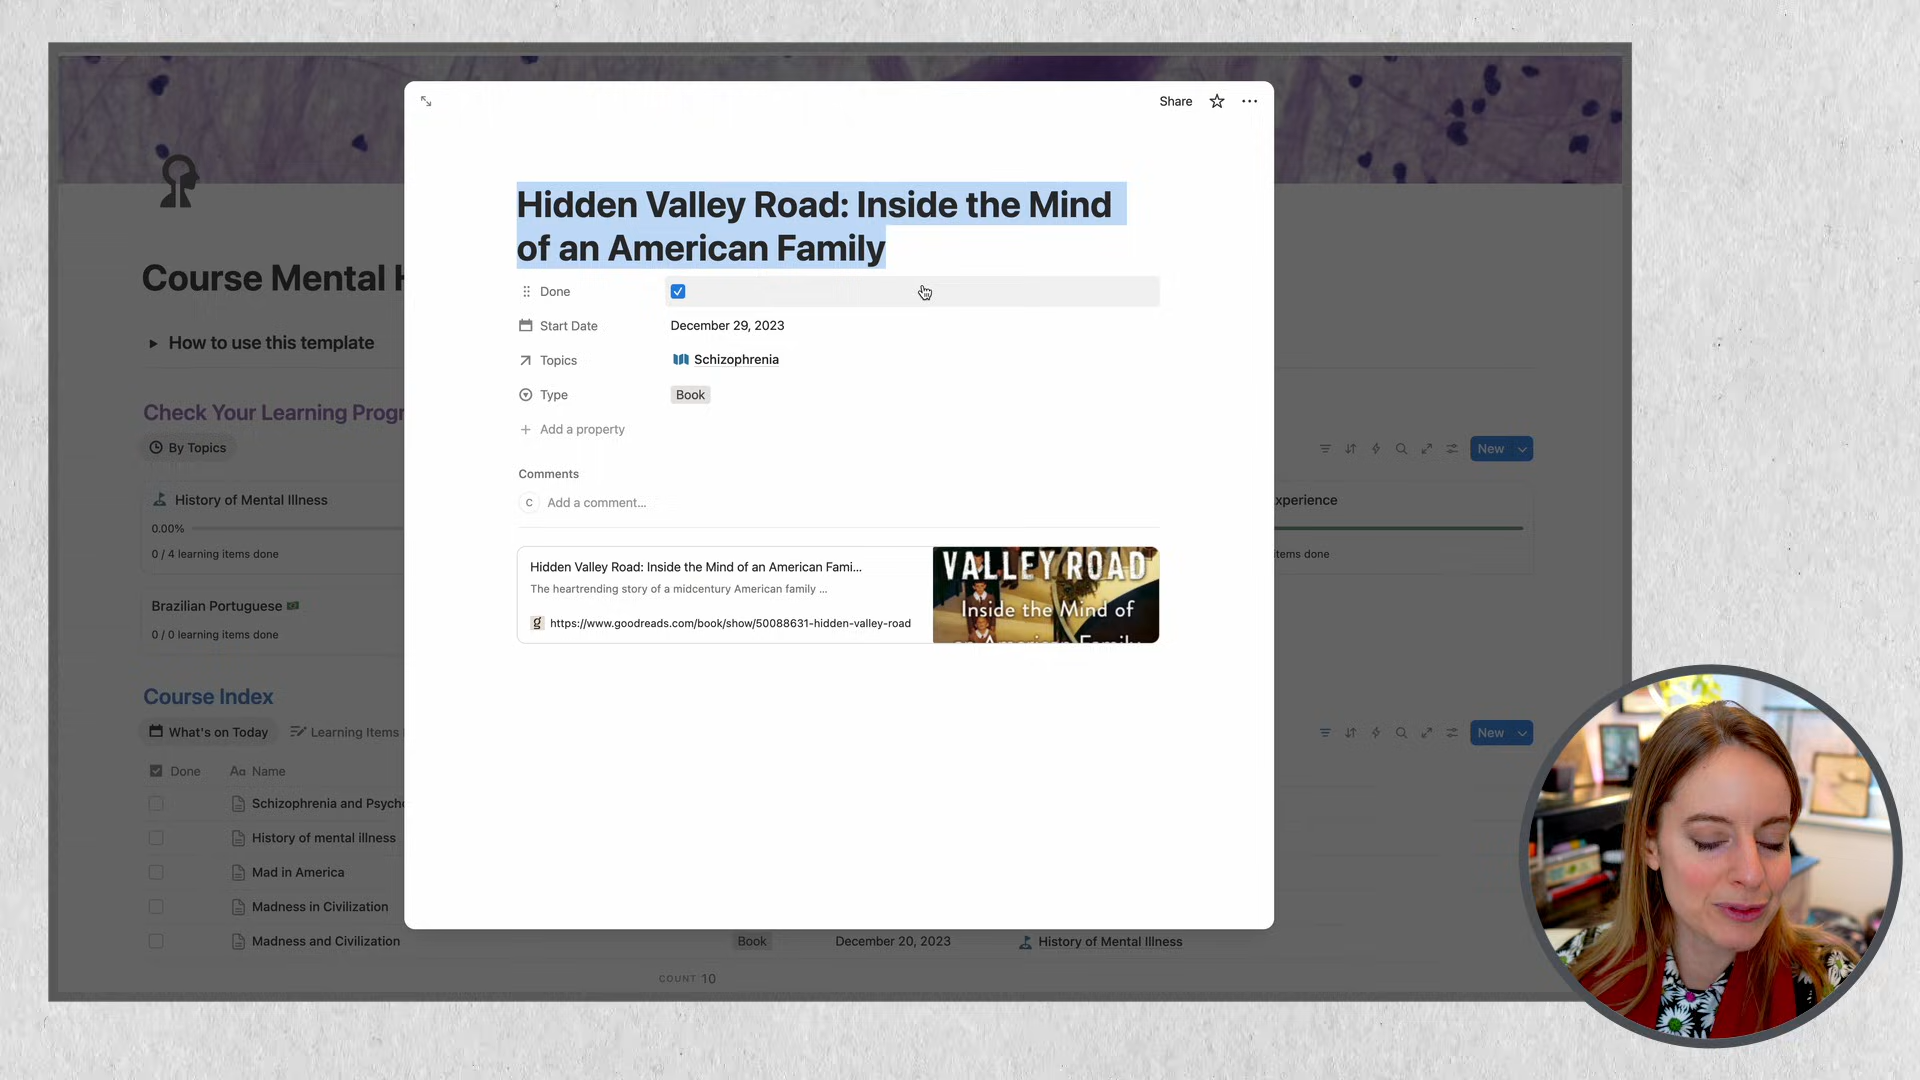 Share
Hidden Valley Road: Inside the Mind
of an American Family
Done
Start Date
December 29, 2023
Topics
Schizophrenia
Type
Book
Add a property
Comments
C
Add a comment...
Hidden Valley Road: Inside the Mind of an American Fami...
The heartrending story of a midcentury American family ...
g
https://www.goodreads.com/book/show/50088631-hidden-valley-road
VALLEY ROAD
Inside the Mind of
an American Family
Course Mental H
How to use this template
Check Your Learning Progr
By Topics
New
History of Mental Illness
0.00%
0 / 4 learning items done
xperience
tems done
Brazilian Portuguese
0 / 0 learning items done
Course Index
What's on Today
Learning Items
New
Done
Aa Name
Schizophrenia and Psycho
History of mental illness
Mad in America
Madness in Civilization
Madness and Civilization
Book
December 20, 2023
History of Mental Illness
COUNT 10